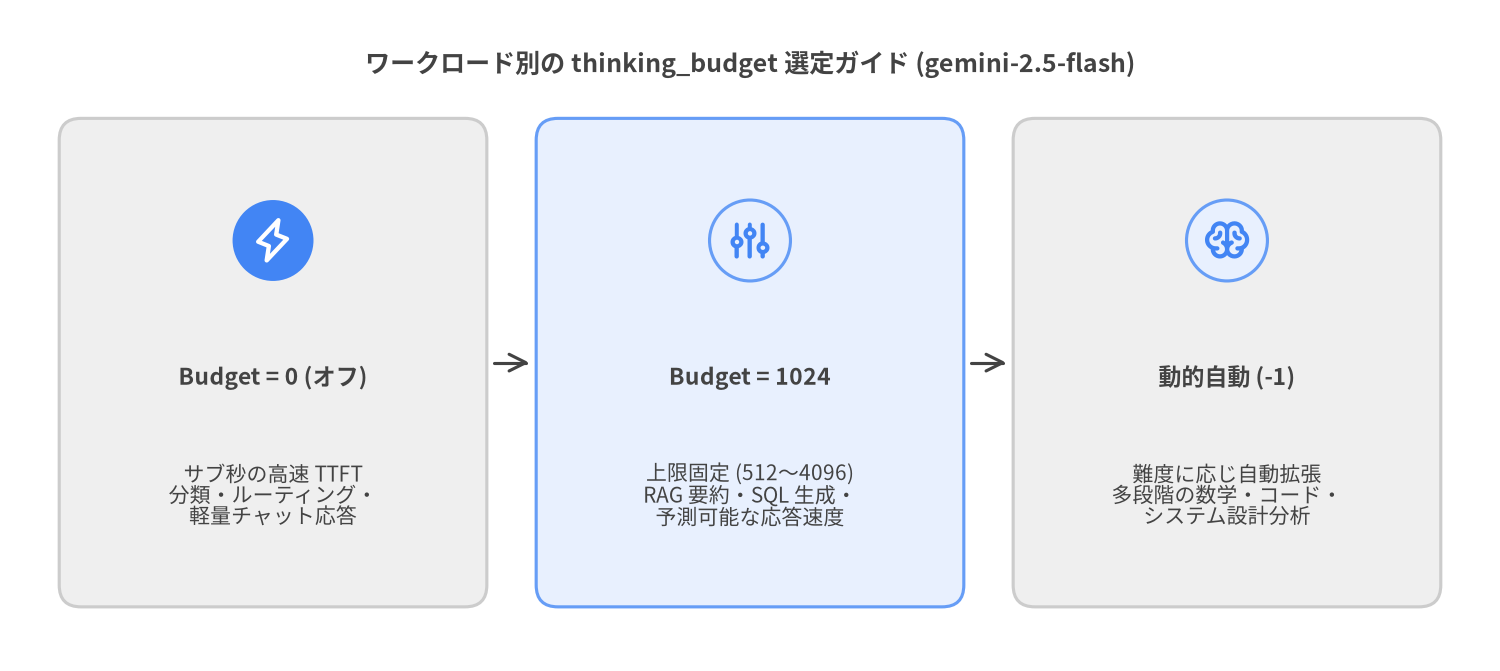 ワークロード別の thinking_budget 選定ガイド (gemini-2.5-flash)
Budget = 0 (オフ)
サブ秒の高速 TTFT
分類・ルーティング・
軽量チャット応答
Budget = 1024
上限固定 (512〜4096)
RAG 要約・SQL 生成・
予測可能な応答速度
動的自動 (-1)
難度に応じ自動拡張
多段階の数学・コード・
システム設計分析